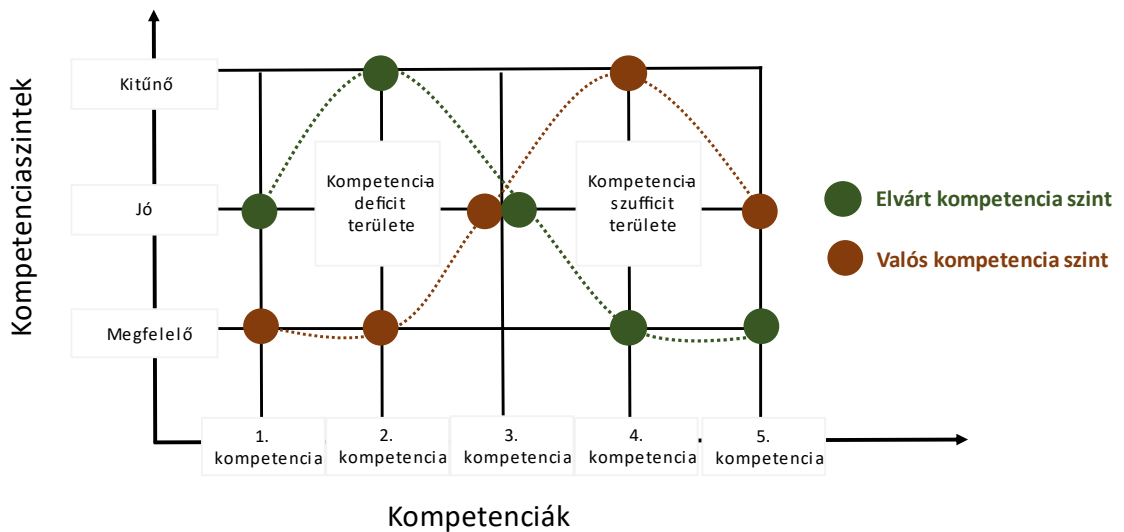 Kompetenciaszintek
Kitűnő
Jó
Megfelelő
Kompetencia-
deficit
területe
Kompetencia-
szufficit
területe
Elvárt kompetencia szint
Valós kompetencia szint
1.
kompetencia
2.
kompetencia
3.
kompetencia
4.
kompetencia
5.
kompetencia
Kompetenciák